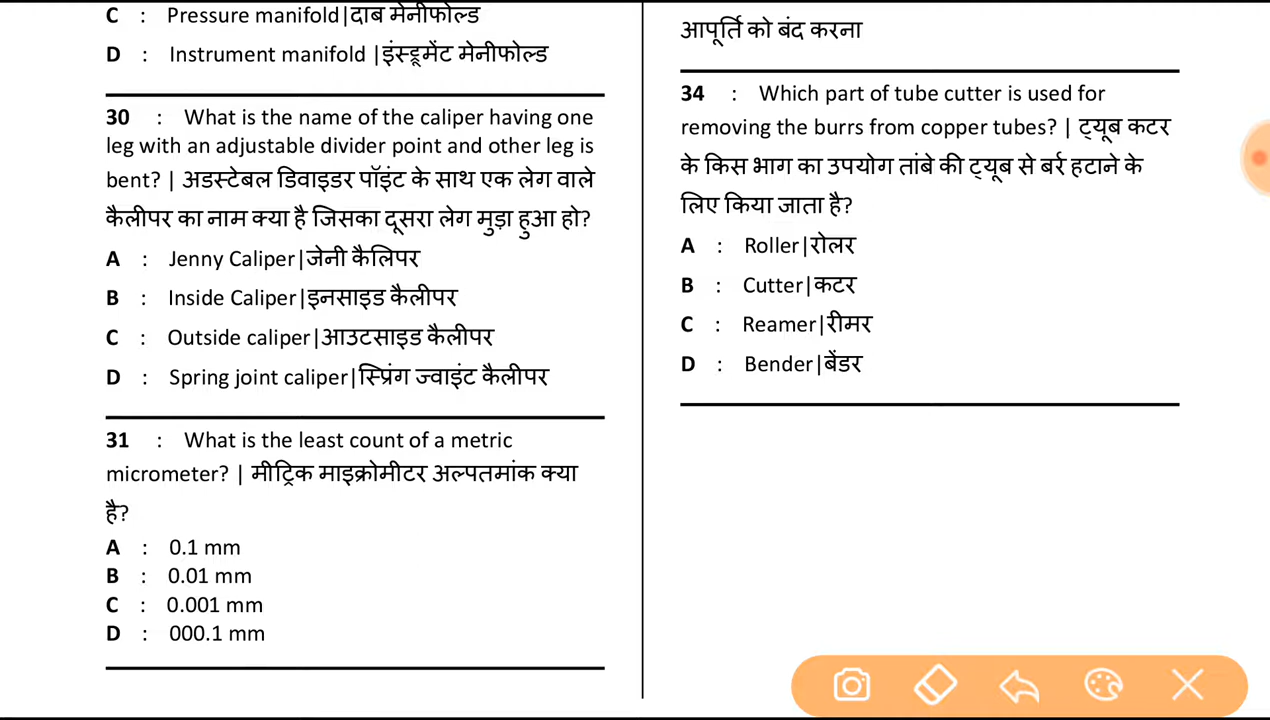 C : Pressure manifold|दाब मेनीफोल्ड
D : Instrument manifold |इंस्ट्रूमेंट मेनीफोल्ड
30 : What is the name of the caliper having one
leg with an adjustable divider point and other leg is
bent? | अडस्टेबल डिवाइडर पॉइंट के साथ एक लेग वाले
कैलीपर का नाम क्या है जिसका दूसरा लेग मुड़ा हुआ हो?
A : Jenny Caliper|जेनी कैलिपर
B : Inside Caliper|इनसाइड कैलीपर
C : Outside caliper|आउटसाइड कैलीपर
D : Spring joint caliper|स्प्रिंग ज्वाइंट कैलीपर
31 : What is the least count of a metric
micrometer? | मीट्रिक माइक्रोमीटर अल्पतमांक क्या
है?
A : 0.1 mm
B : 0.01 mm
C : 0.001 mm
D : 000.1 mm
आपूर्ति को बंद करना
34 : Which part of tube cutter is used for
removing the burrs from copper tubes? | ट्यूब कटर
के किस भाग का उपयोग तांबे की ट्यूब से बर्र हटाने के
लिए किया जाता है?
A : Roller|रोलर
B : Cutter|कटर
C : Reamer|रीमर
D : Bender|बेंडर